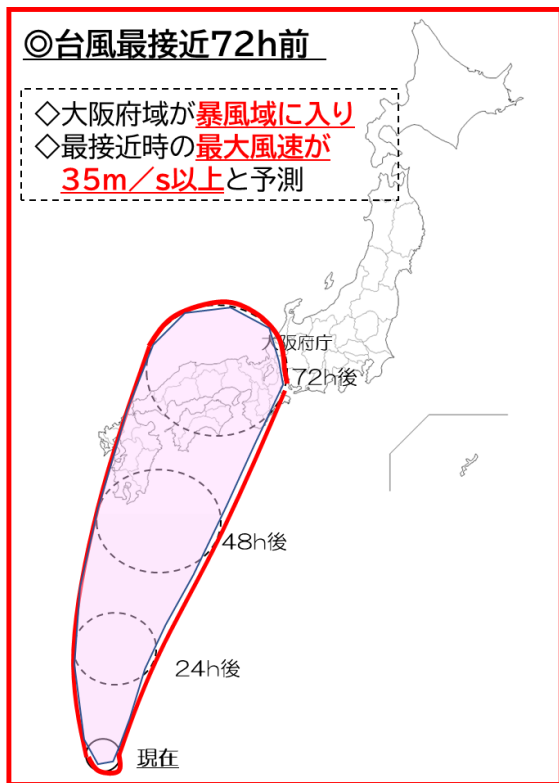 ◎台風最接近72h前
◇大阪府域が暴風域に入り
◇最接近時の最大風速が
35m／s以上と予測
大阪府庁
72h後
48h後
24h後
現在